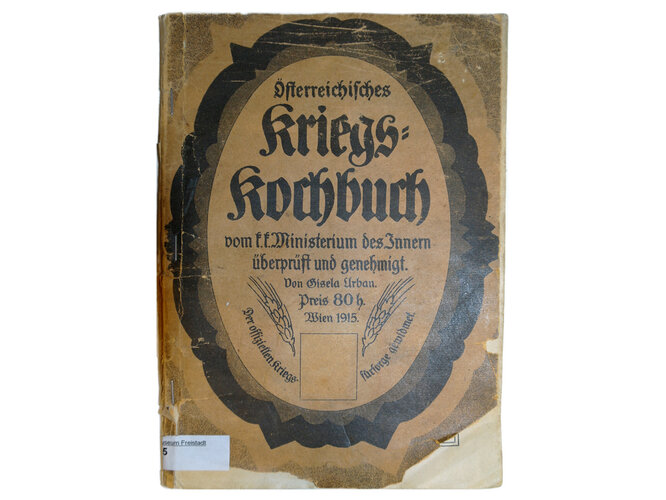 Österreichisches
Kriegs=
Kochbuch
vom k.k. Ministerium des Innern
überprüft und genehmigt.
Von Gisela Urban.
Preis 80 h.
Wien 1915.
Der offiziellen Kriegs-
fürsorge gewidmet
useum Freistadt
5